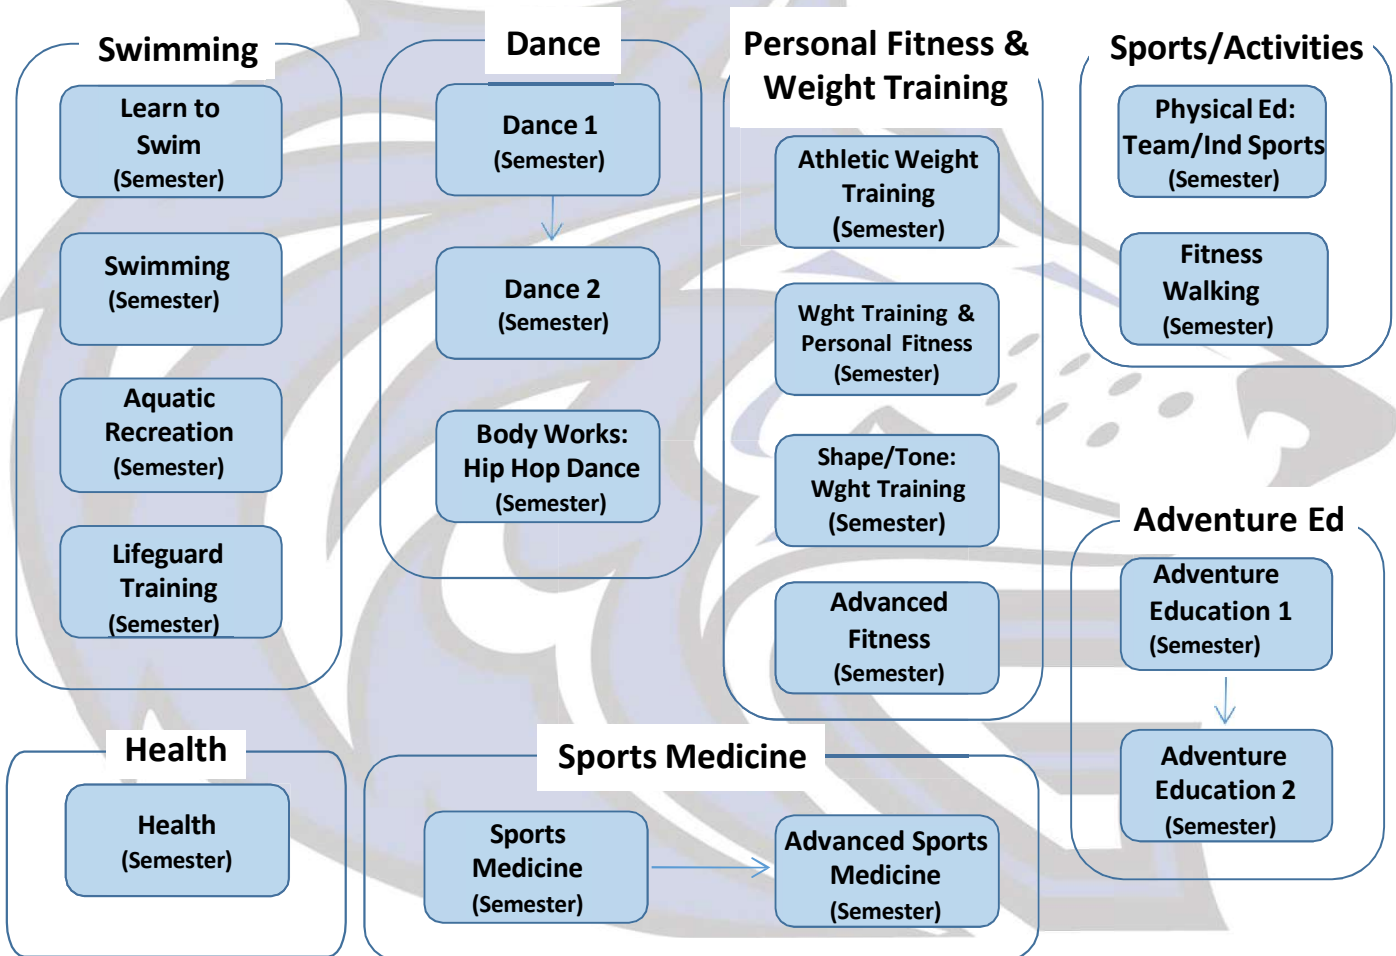 Swimming
Learn to
Swim
(Semester)
Swimming
(Semester)
Aquatic
Recreation
(Semester)
Lifeguard
Training
(Semester)
Dance
Dance 1
(Semester)
Dance 2
(Semester)
Body Works:
Hip Hop Dance
(Semester)
Personal Fitness &
Weight Training
Athletic Weight
Training
(Semester)
Wght Training &
Personal Fitness
(Semester)
Shape/Tone:
Wght Training
(Semester)
Advanced
Fitness
(Semester)
Sports/Activities
Physical Ed:
Team/Ind Sports
(Semester)
Fitness
Walking
(Semester)
Adventure Ed
Adventure
Education 1
(Semester)
Adventure
Education 2
(Semester)
Health
Health
(Semester)
Sports Medicine
Sports
Medicine
(Semester)
Advanced Sports
Medicine
(Semester)